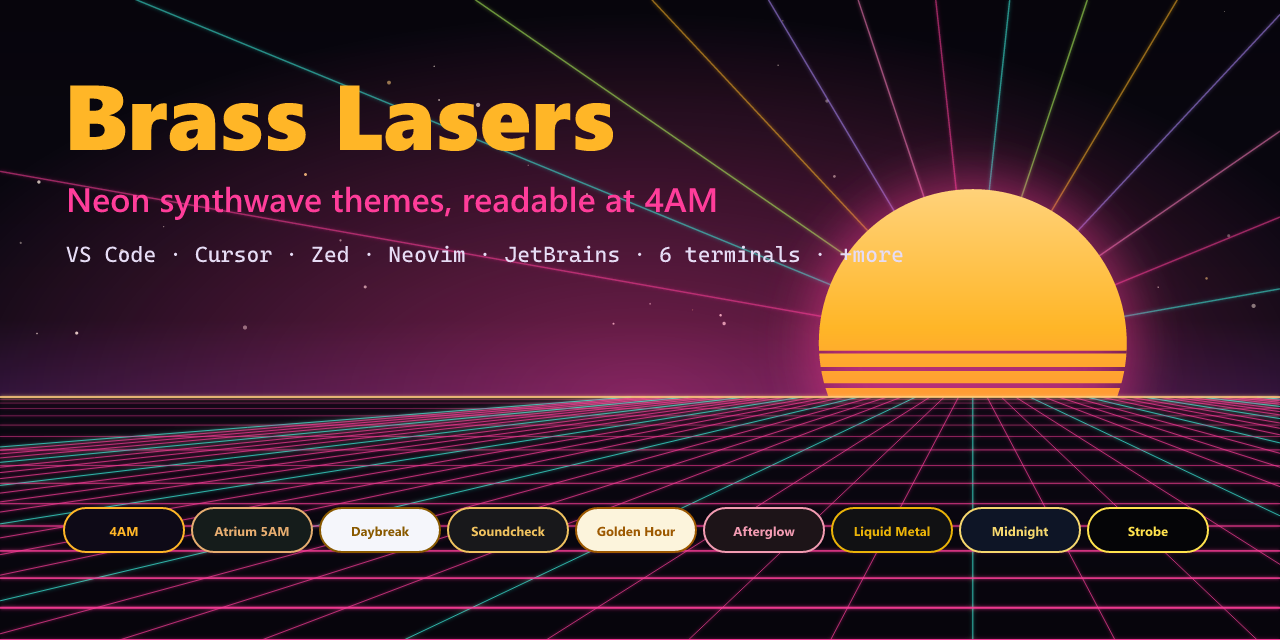 Brass Lasers
Neon synthwave themes, readable at 4AM
VS Code · Cursor · Zed · Neovim · JetBrains · 6 terminals · +more
4AM
Atrium 5AM
Daybreak
Soundcheck
Golden Hour
Afterglow
Liquid Metal
Midnight
Strobe